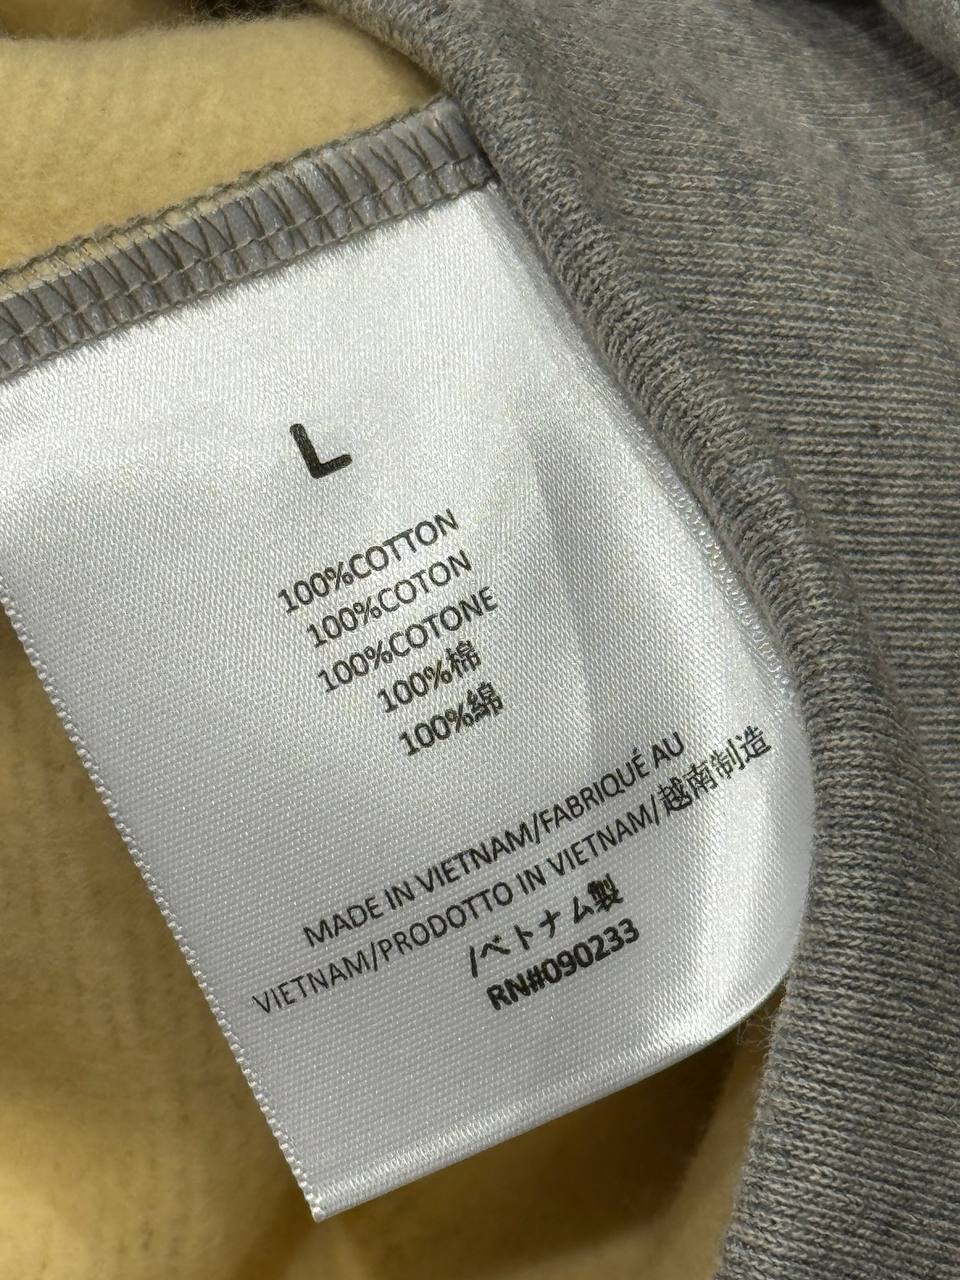 L
100%COTTON
100%COTON
100%COTONE
100%棉
100%綿
MADE IN VIETNAM/FABRIQUÉ AU
VIETNAM/PRODOTTO IN VIETNAM/越南制造
/ベトナム製
RN#090233